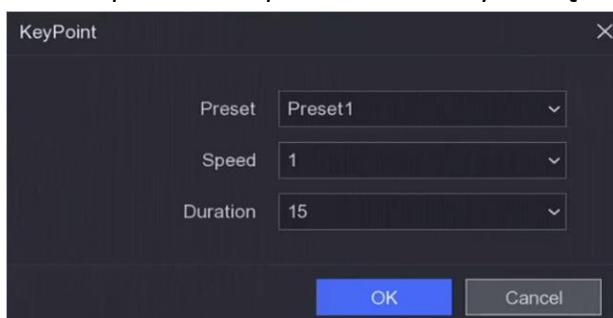 KeyPoint
Preset Preset1
Speed 1
Duration 15
OK Cancel